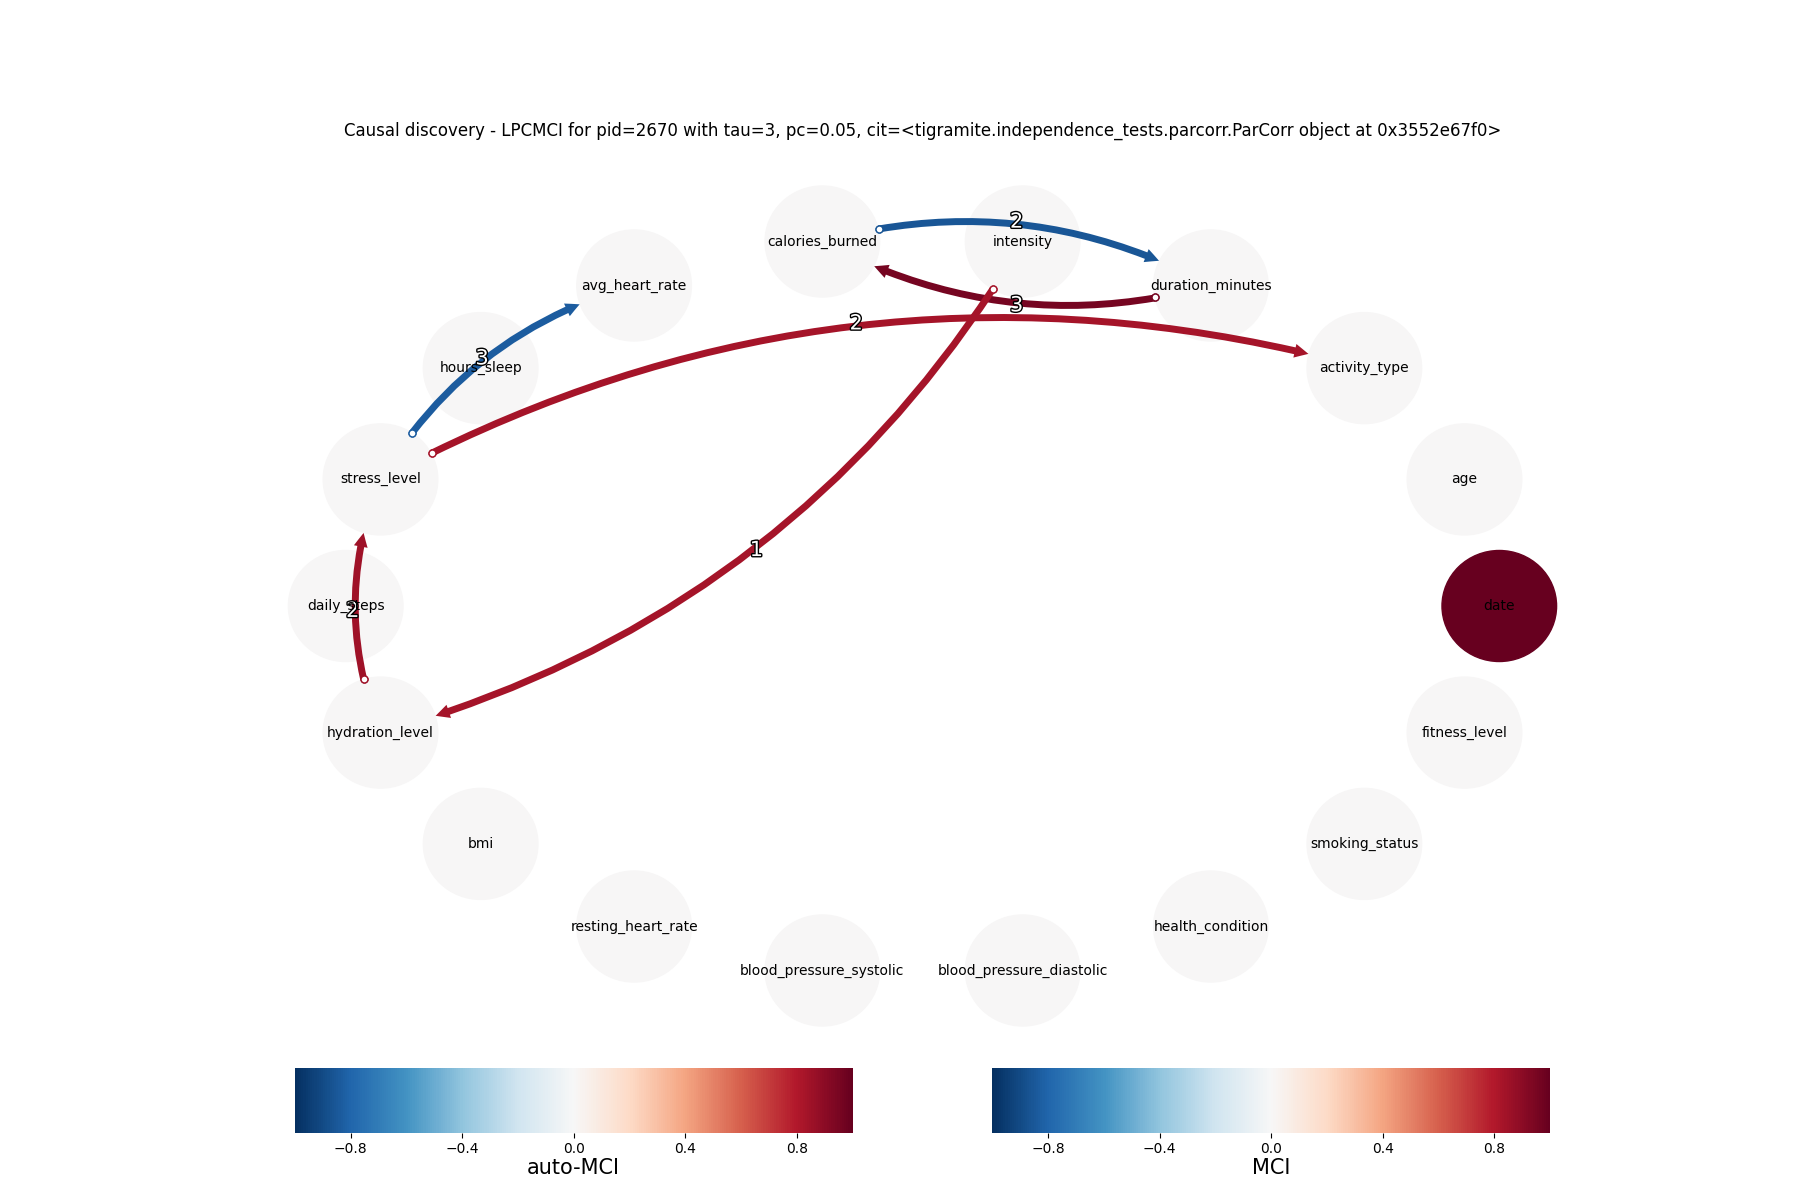 Causal discovery - LPCMCI for pid=2670 with tau=3, pc=0.05, cit=<tigramite.independence_tests.parcorr.ParCorr object at 0x3552e67f0>
2
calories_burned
intensity
avg_heart_rate
duration_minutes
3
2
3
hours_sleep
activity_type
stress_level
age
1
daily_steps
2
date
hydration_level
fitness_level
bmi
smoking_status
resting_heart_rate
health_condition
blood_pressure_systolic
blood_pressure_diastolic
−0.8 −0.4 0.0 0.4 0.8
auto-MCI
−0.8 −0.4 0.0 0.4 0.8
MCI